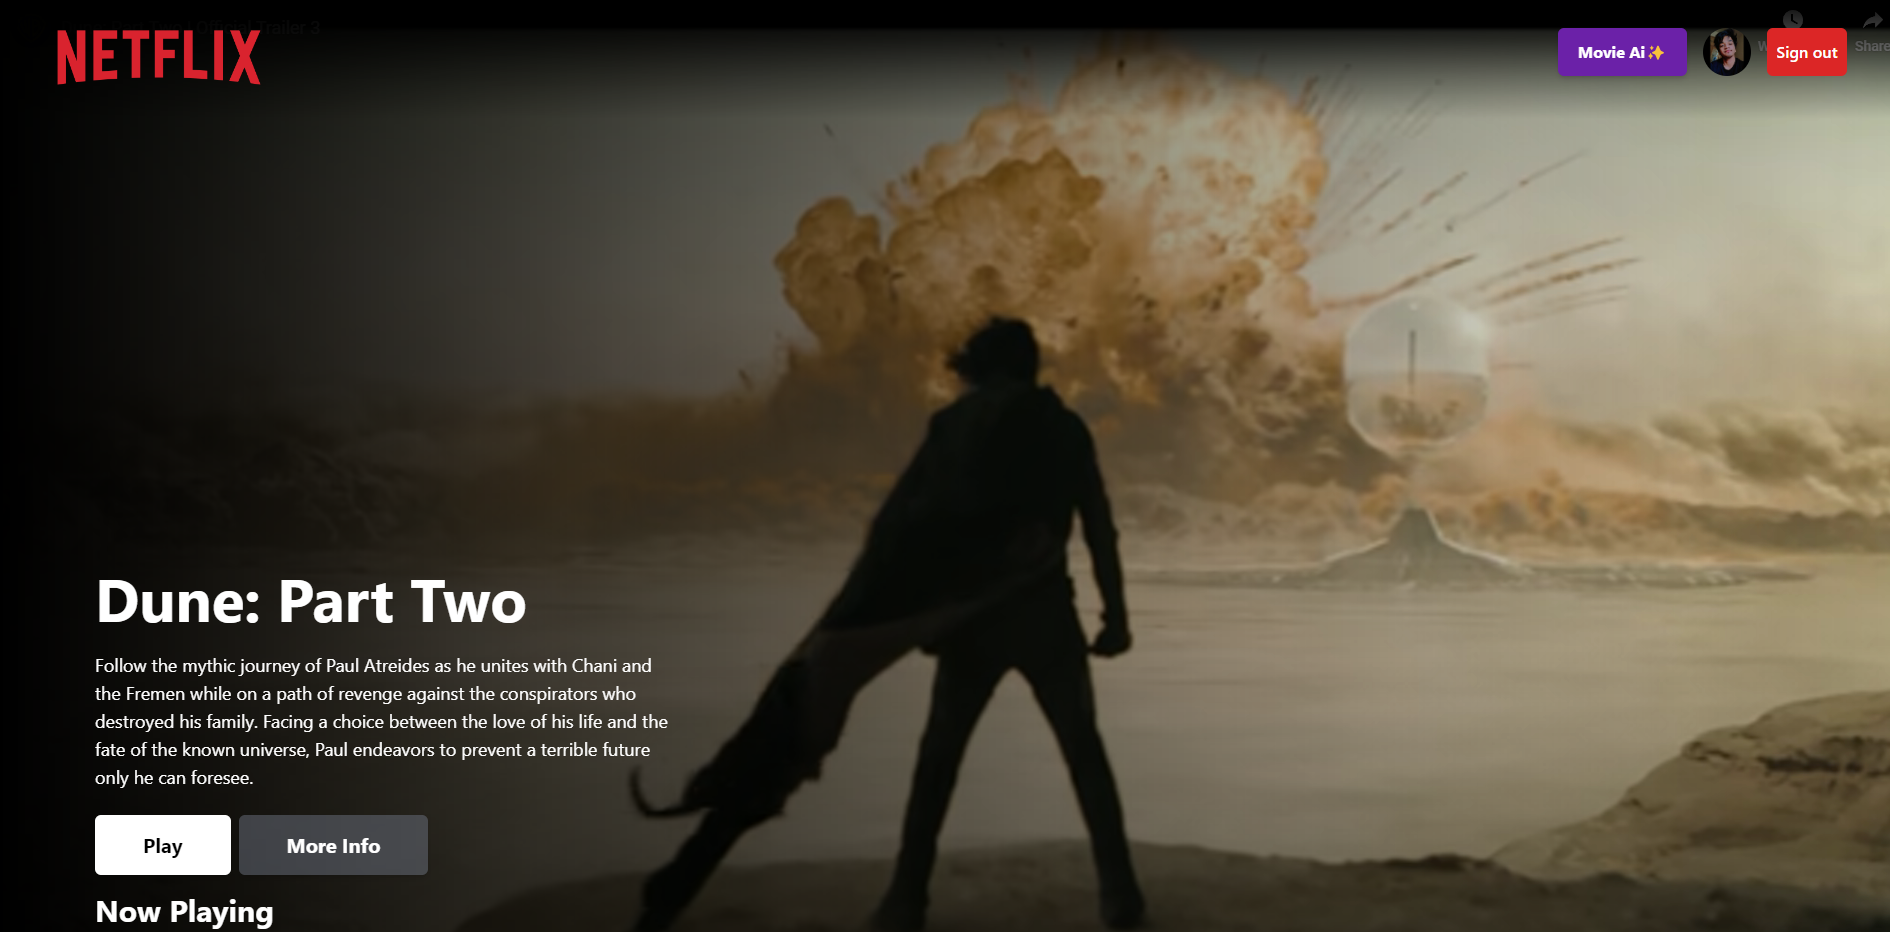 Official Trailer 3
NETFLIX
Movie Ai✨
Sign out
Share
Dune: Part Two
Follow the mythic journey of Paul Atreides as he unites with Chani and
the Fremen while on a path of revenge against the conspirators who
destroyed his family. Facing a choice between the love of his life and the
fate of the known universe, Paul endeavors to prevent a terrible future
only he can foresee.
Play
More Info
Now Playing